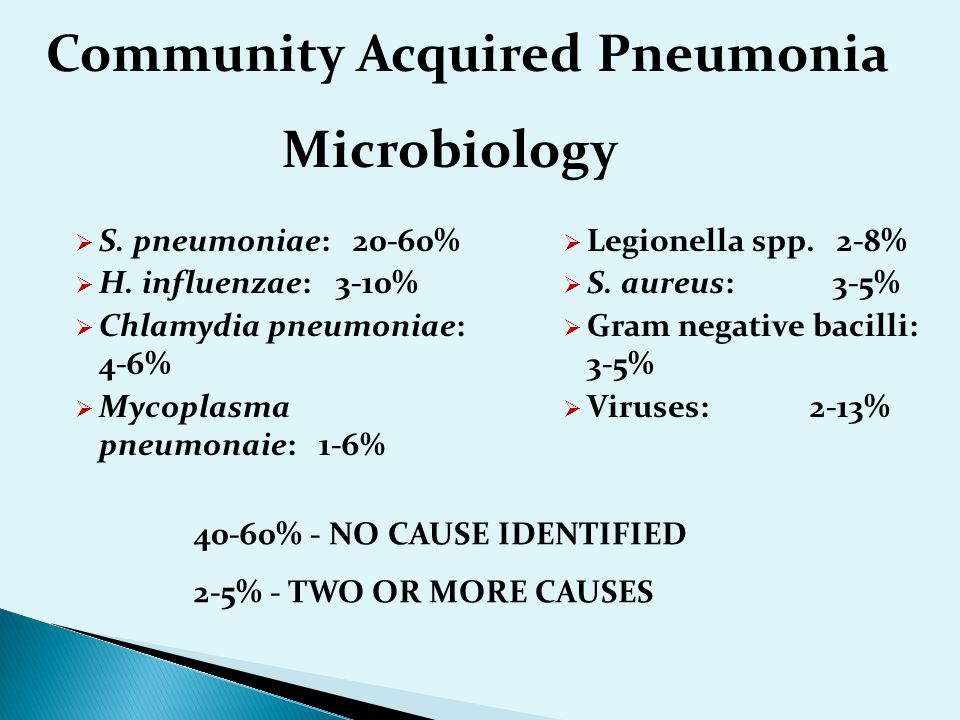 Community Acquired Pneumonia
Microbiology
S. pneumoniae: 20-60%
H. influenzae: 3-10%
Chlamydia pneumoniae:
4-6%
Mycoplasma
pneumonaie: 1-6%
Legionella spp. 2-8%
S. aureus: 3-5%
Gram negative bacilli:
3-5%
Viruses: 2-13%
40-60% - NO CAUSE IDENTIFIED
2-5% - TWO OR MORE CAUSES